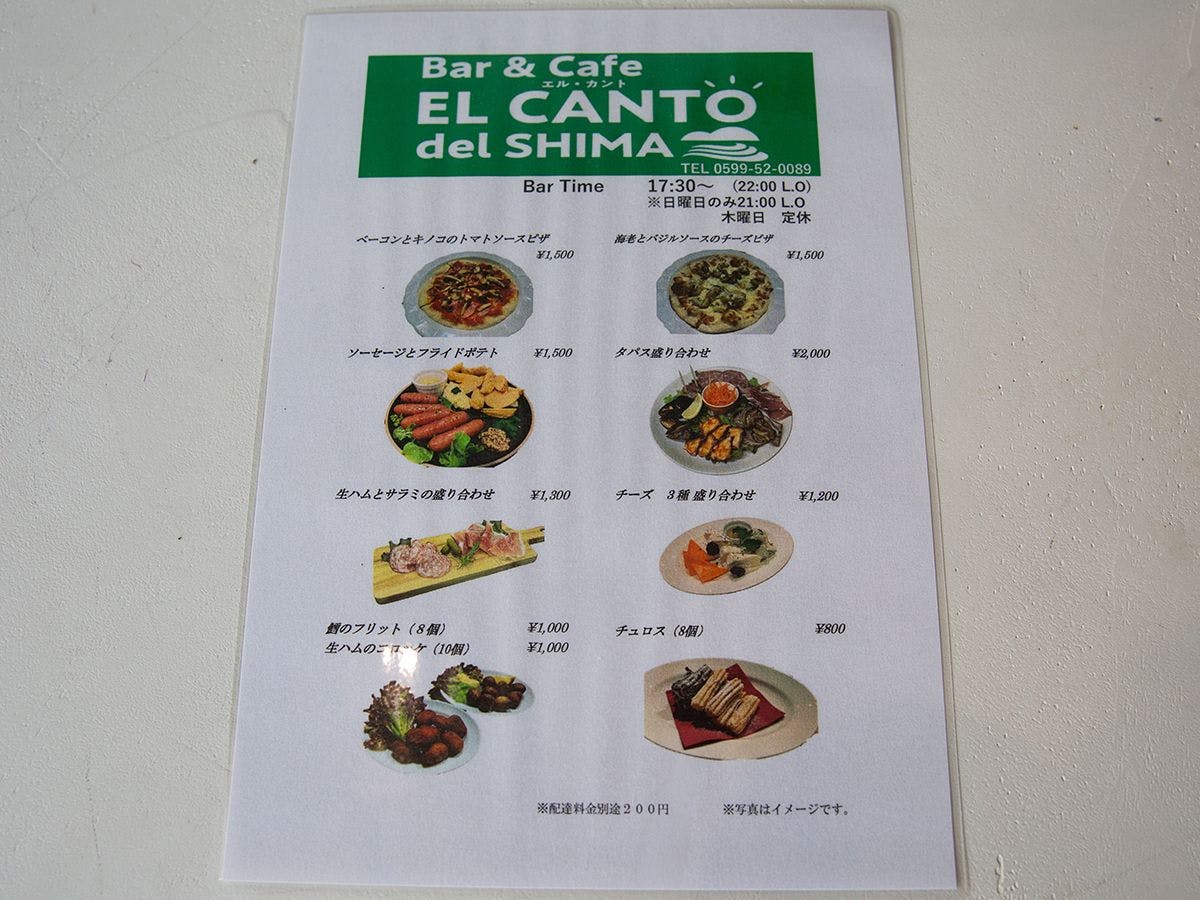 Bar & Cafe
エル・カント
EL CANTO
del SHIMA
TEL 0599-52-0089
Bar Time 17:30～ (22:00 L.O)
※日曜日のみ21:00 L.O
木曜日 定休
ベーコンとキノコのトマトソースピザ
¥1,500
海老とバジルソースのチーズピザ
¥1,500
ソーセージとフライドポテト ¥1,500
タパス盛り合わせ ¥2,000
生ハムとサラミの盛り合わせ ¥1,300
チーズ 3種 盛り合わせ ¥1,200
鱈のフリット（８個） ¥1,000
生ハムのコロッケ（10個） ¥1,000
チュロス（8個） ¥800
※配達料金別途２００円 ※写真はイメージです。